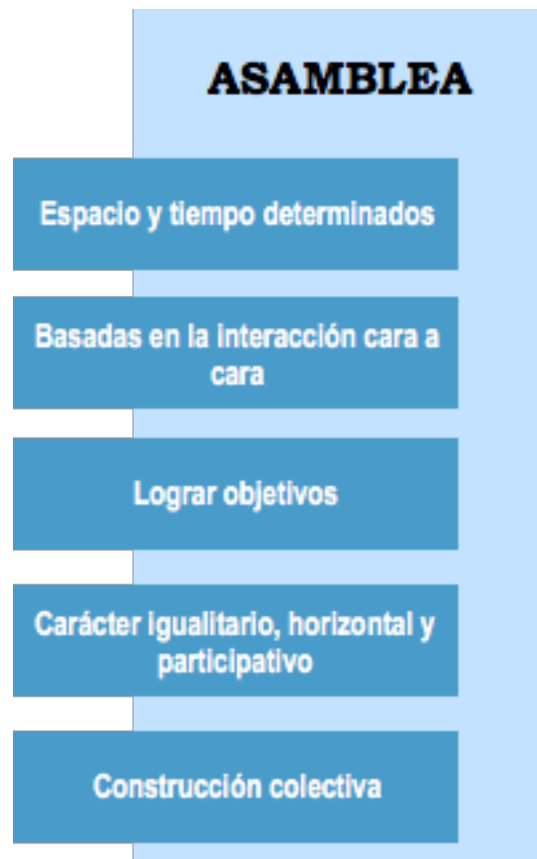 ASAMBLEA
Espacio y tiempo determinados
Basadas en la interacción cara a
cara
Lograr objetivos
Carácter igualitario, horizontal y
participativo
Construcción colectiva